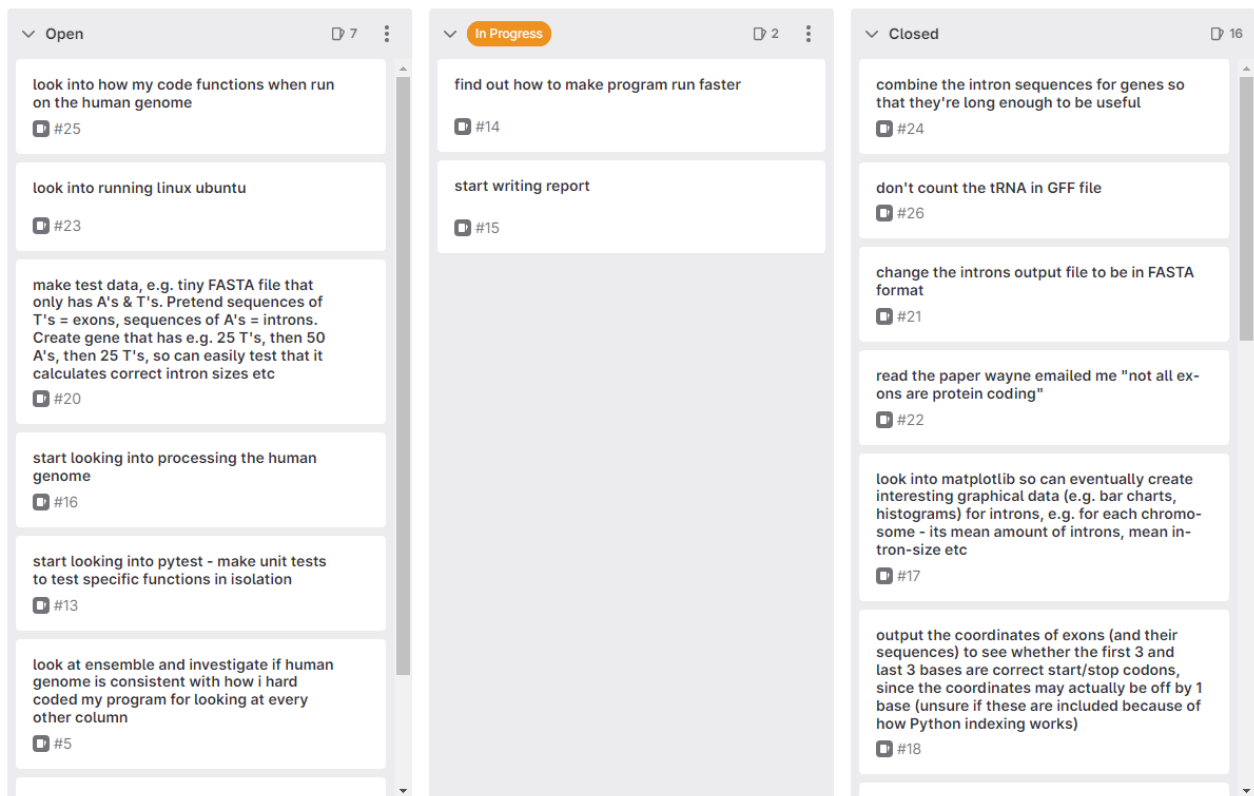 Open
7
look into how my code functions when run
on the human genome
#25
look into running linux ubuntu
#23
make test data, e.g. tiny FASTA file that
only has A's & T's. Pretend sequences of
T's = exons, sequences of A's = introns.
Create gene that has e.g. 25 T's, then 50
A's, then 25 T's, so can easily test that it
calculates correct intron sizes etc
#20
start looking into processing the human
genome
#16
start looking into pytest - make unit tests
to test specific functions in isolation
#13
look at ensemble and investigate if human
genome is consistent with how i hard
coded my program for looking at every
other column
#5
In Progress
2
find out how to make program run faster
#14
start writing report
#15
Closed
16
combine the intron sequences for genes so
that they're long enough to be useful
#24
don't count the tRNA in GFF file
#26
change the introns output file to be in FASTA
format
#21
read the paper wayne emailed me "not all ex-
ons are protein coding"
#22
look into matplotlib so can eventually create
interesting graphical data (e.g. bar charts,
histograms) for introns, e.g. for each chromo-
some - its mean amount of introns, mean in-
tron-size etc
#17
output the coordinates of exons (and their
sequences) to see whether the first 3 and
last 3 bases are correct start/stop codons,
since the coordinates may actually be off by 1
base (unsure if these are included because of
how Python indexing works)
#18